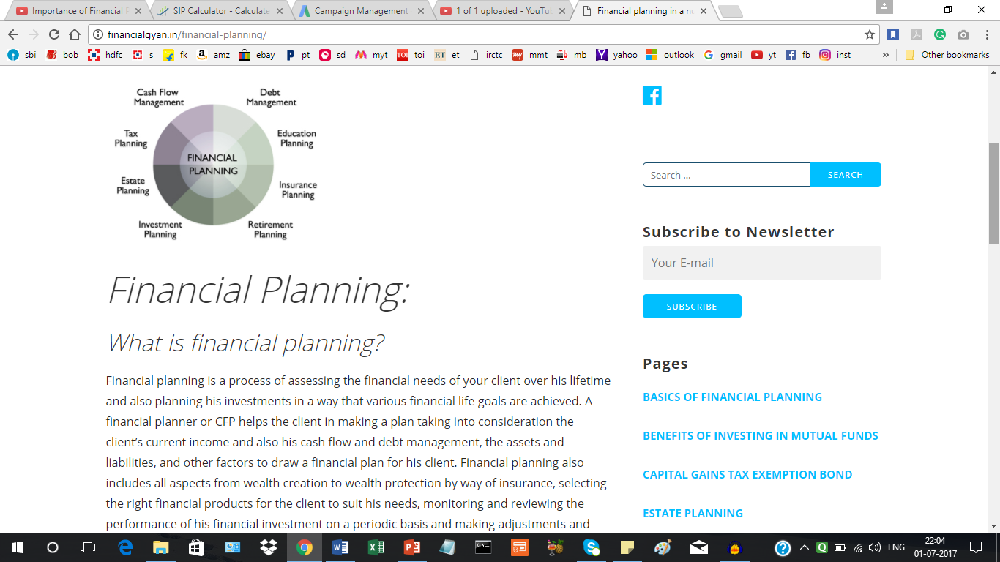 Importance of Financial P
SIP Calculator - Calculate
Campaign Management
1 of 1 uploaded - YouTu
Financial planning in a nu
financialgyan.in/financial-planning/
sbi bob hdfc s fk amz ebay pt sd myt toi et irctc mmt mb yahoo outlook gmail yt fb inst » Other bookmarks
Cash Flow
Management
Debt
Management
Tax
Planning
Education
Planning
FINANCIAL
PLANNING
Estate
Planning
Insurance
Planning
Investment
Planning
Retirement
Planning
Financial Planning:
What is financial planning?
Financial planning is a process of assessing the financial needs of your client over his lifetime
and also planning his investments in a way that various financial life goals are achieved. A
financial planner or CFP helps the client in making a plan taking into consideration the
client’s current income and also his cash flow and debt management, the assets and
liabilities, and other factors to draw a financial plan for his client. Financial planning also
includes all aspects from wealth creation to wealth protection by way of insurance, selecting
the right financial products for the client to suit his needs, monitoring and reviewing the
performance of his financial investment on a periodic basis and making adjustments and
Search ...
SEARCH
Subscribe to Newsletter
Your E-mail
SUBSCRIBE
Pages
BASICS OF FINANCIAL PLANNING
BENEFITS OF INVESTING IN MUTUAL FUNDS
CAPITAL GAINS TAX EXEMPTION BOND
ESTATE PLANNING
ENG
22:04
01-07-2017